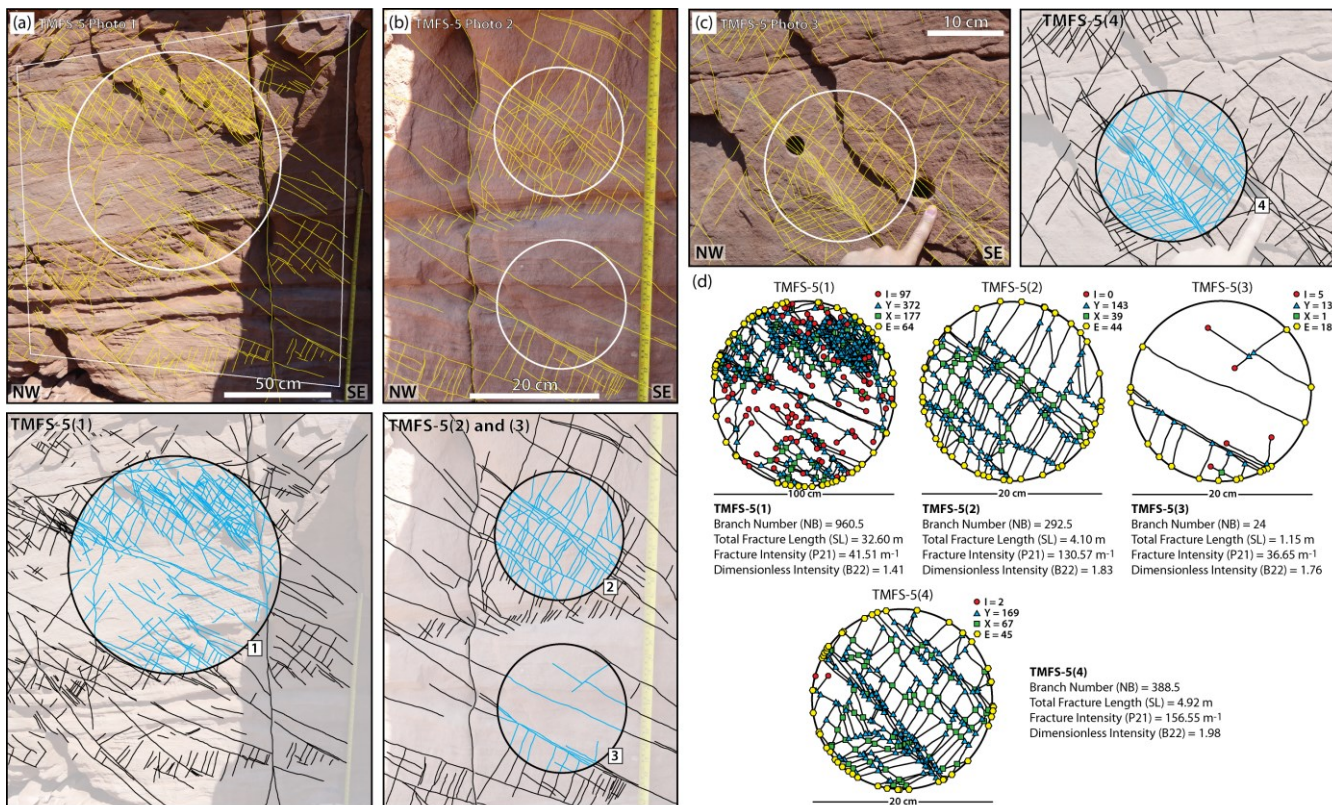 (a) TMFS-5 Photo 1
NW
50 cm
SE
(b) TMFS-5 Photo 2
NW
20 cm
SE
(c) TMFS-5 Photo 3
10 cm
NW
SE
TMFS-5(4)
4
TMFS-5(1)
1
TMFS-5(2) and (3)
2
3
(d)
TMFS-5(1)
I = 97
Y = 372
X = 177
E = 64
100 cm
TMFS-5(1)
Branch Number (NB) = 960.5
Total Fracture Length (SL) = 32.60 m
Fracture Intensity (P21) = 41.51 m⁻¹
Dimensionless Intensity (B22) = 1.41
TMFS-5(2)
I = 0
Y = 143
X = 39
E = 44
20 cm
TMFS-5(2)
Branch Number (NB) = 292.5
Total Fracture Length (SL) = 4.10 m
Fracture Intensity (P21) = 130.57 m⁻¹
Dimensionless Intensity (B22) = 1.83
TMFS-5(3)
I = 5
Y = 13
X = 1
E = 18
20 cm
TMFS-5(3)
Branch Number (NB) = 24
Total Fracture Length (SL) = 1.15 m
Fracture Intensity (P21) = 36.65 m⁻¹
Dimensionless Intensity (B22) = 1.76
TMFS-5(4)
I = 2
Y = 169
X = 67
E = 45
20 cm
TMFS-5(4)
Branch Number (NB) = 388.5
Total Fracture Length (SL) = 4.92 m
Fracture Intensity (P21) = 156.55 m⁻¹
Dimensionless Intensity (B22) = 1.98